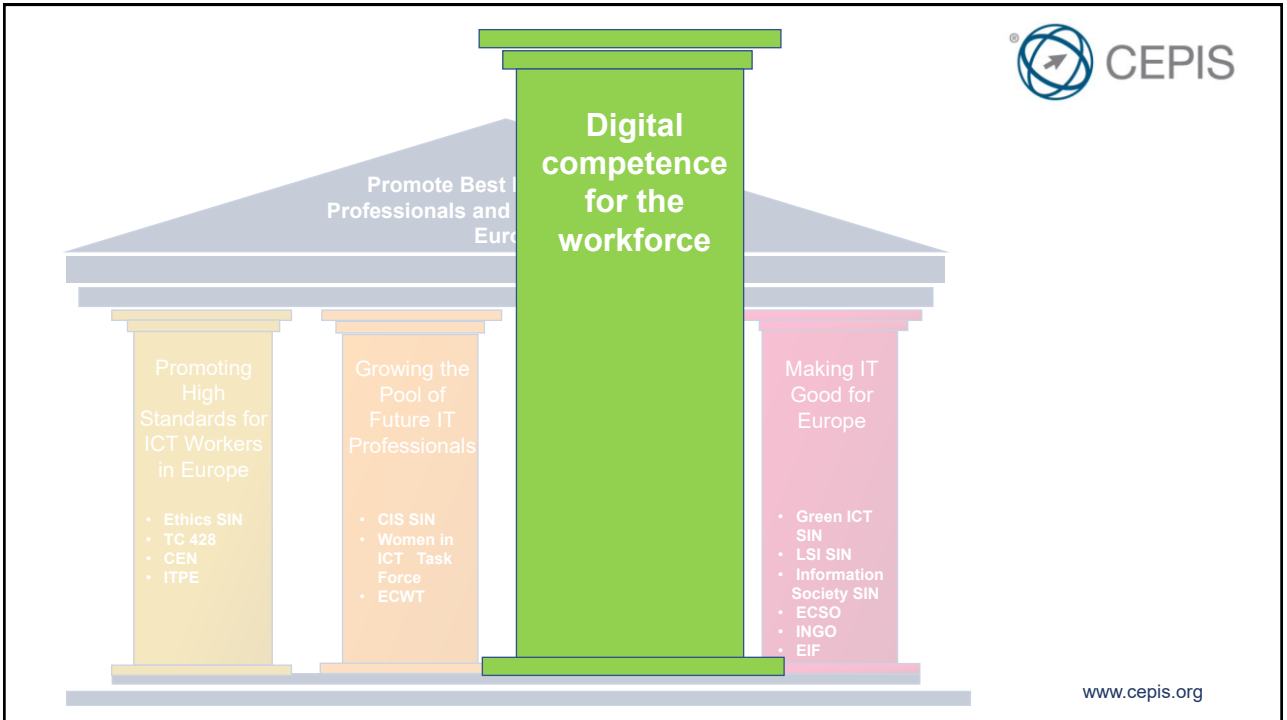 ® CEPIS
Digital
competence
for the
workforce
Promote Best
Professionals and
Promoting
High
Standards for
ICT Workers
in Europe
• Ethics SIN
• TC 428
• CEN
• ITPE
Growing the
Pool of
Future IT
Professionals
• CIS SIN
• Women in
ICT Task
Force
• ECWT
Making IT
Good for
Europe
• Green ICT
SIN
• LSI SIN
• Information
Society SIN
• ECSO
• INGO
• EIF
www.cepis.org